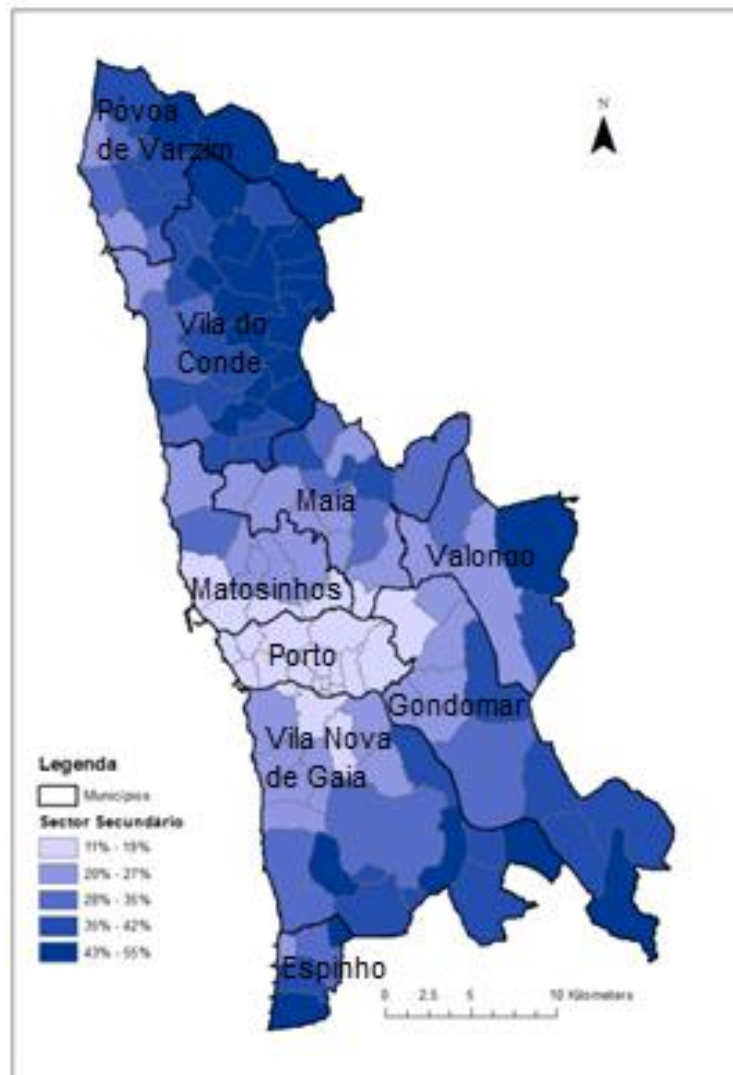 N
Póvoa
de Varzim
Vila do
Conde
Maia
Valongo
Matosinhos
Porto
Gondomar
Vila Nova
de Gaia
Espinho
Legenda
Municípios
Sector Secundário
11% - 19%
20% - 27%
28% - 35%
36% - 42%
43% - 55%
0 2.5 5 10 Kilometers